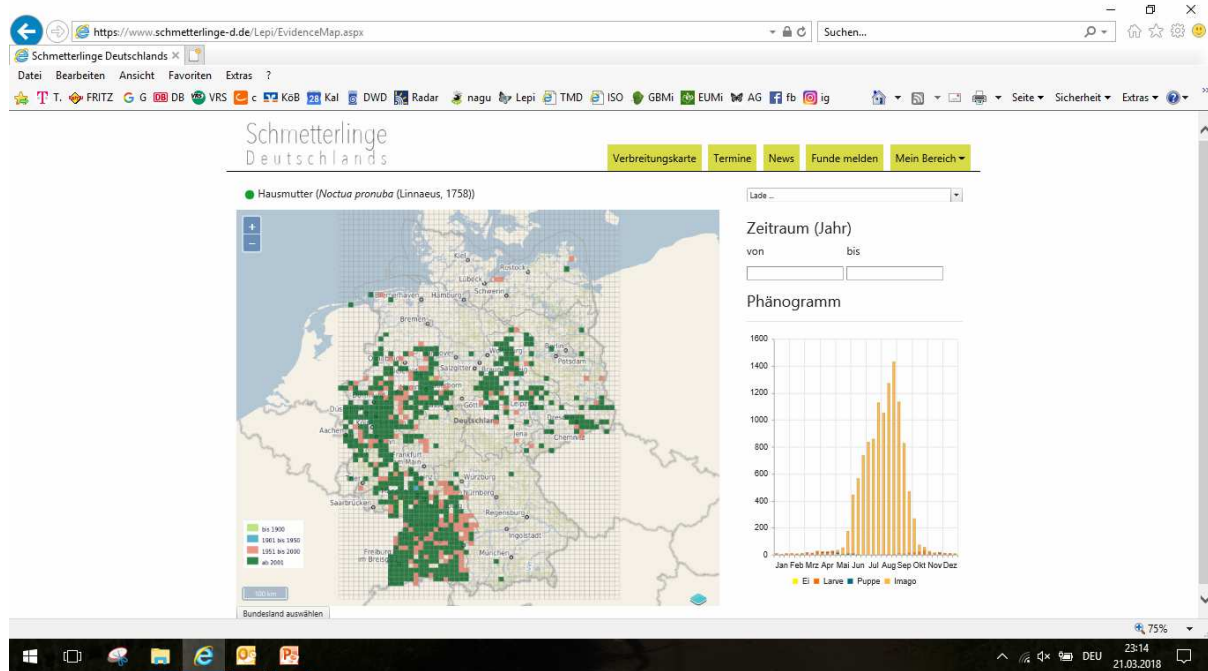 https://www.schmetterlinge-d.de/Lepi/EvidenceMap.aspx
Suchen...
Schmetterlinge Deutschlands
Datei Bearbeiten Ansicht Favoriten Extras ?
T. FRITZ G G DB DB VRS c KöB 28 Kal DWD Radar nagu Lepi TMD ISO GBMi EUMi AG fb ig Seite Sicherheit Extras
Schmetterlinge
Deutschlands
Verbreitungskarte Termine News Funde melden Mein Bereich
Hausmutter (Noctua pronuba (Linnaeus, 1758))
Lade ...
Zeitraum (Jahr)
von bis
Phänogramm
+
−
Kiel
Rostock
Lübeck
Hamburg Schwerin
Bremen
Potsdam
Salzgitter
Leipzig
Deutschland
Aachen
Jena Chemnitz
Frankfurt
am Main
Würzburg
Nürnberg
Saarbrücken
Regensburg
Ingolstadt
Freiburg
im Breisg
München
bis 1900
1901 bis 1950
1951 bis 2000
ab 2001
100 km
Bundesland auswählen
1600
1400
1200
1000
800
600
400
200
0
Jan Feb Mrz Apr Mai Jun Jul Aug Sep Okt Nov Dez
Ei Larve Puppe Imago
75%
DEU
23:14
21.03.2018